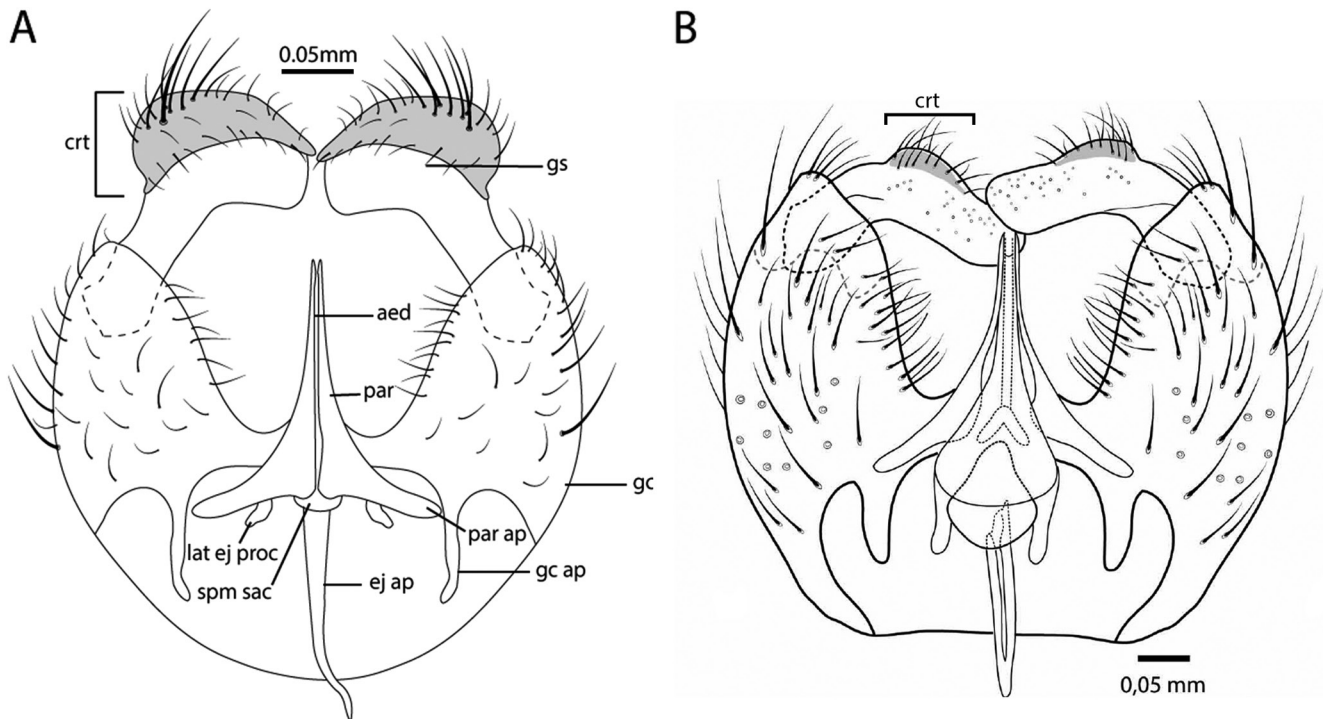 A
0.05mm
crt
gs
aed
par
gc
par ap
lat ej proc
gc ap
spm sac
ej ap
B
crt
0,05 mm